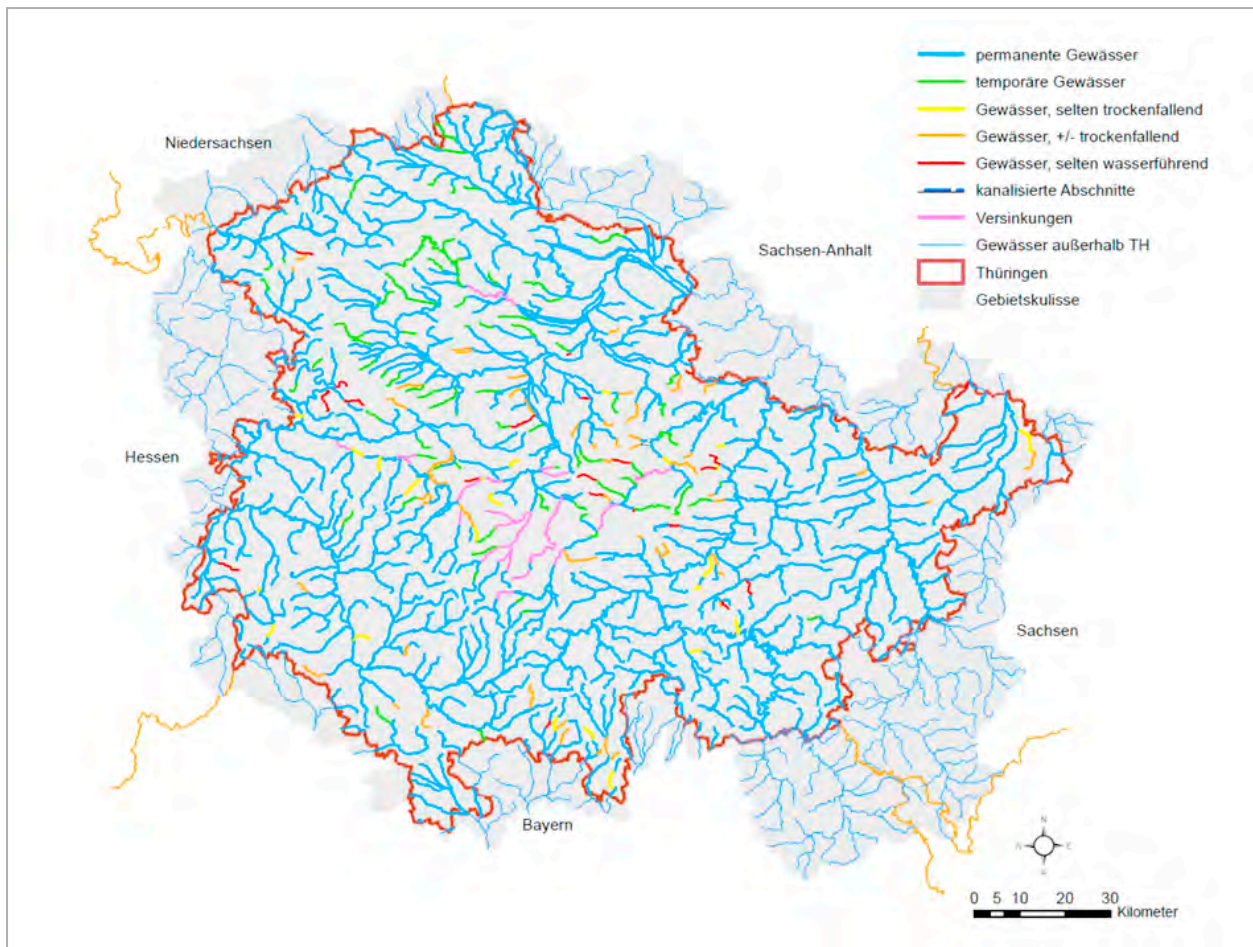 permanente Gewässer
temporäre Gewässer
Gewässer, selten trockenfallend
Gewässer, +/- trockenfallend
Gewässer, selten wasserführend
kanalisierte Abschnitte
Versinkungen
Gewässer außerhalb TH
Thüringen
Gebietskulisse
Niedersachsen
Sachsen-Anhalt
Hessen
Sachsen
Bayern
N
E
0 5 10 20 30
Kilometer